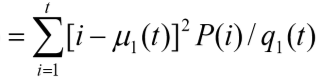 = \sum_{i=1}^{t} [i - \mu_1(t)]^2 P(i) / q_1(t)